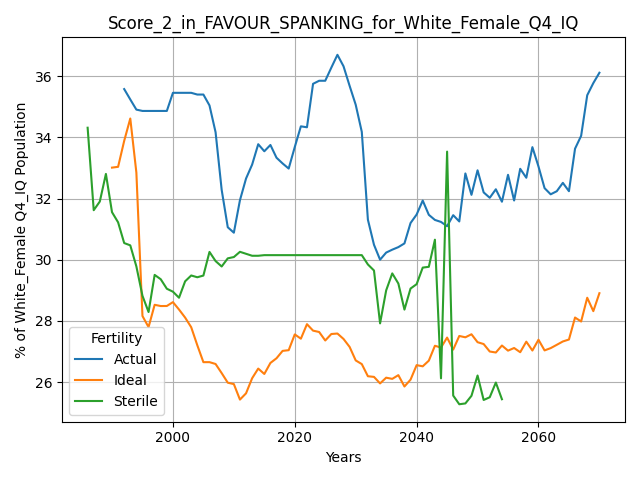 Score_2_in_FAVOUR_SPANKING_for_White_Female_Q4_IQ
% of White_Female Q4_IQ Population
36
34
32
30
28
26
Fertility
Actual
Ideal
Sterile
2000 2020 2040 2060
Years